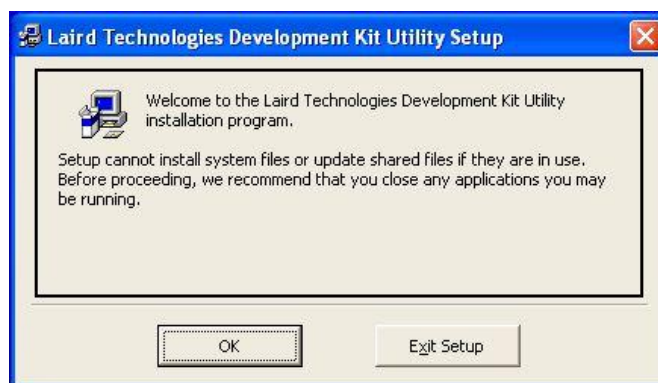 Laird Technologies Development Kit Utility Setup
Welcome to the Laird Technologies Development Kit Utility
installation program.
Setup cannot install system files or update shared files if they are in use.
Before proceeding, we recommend that you close any applications you may
be running.
OK
Exit Setup